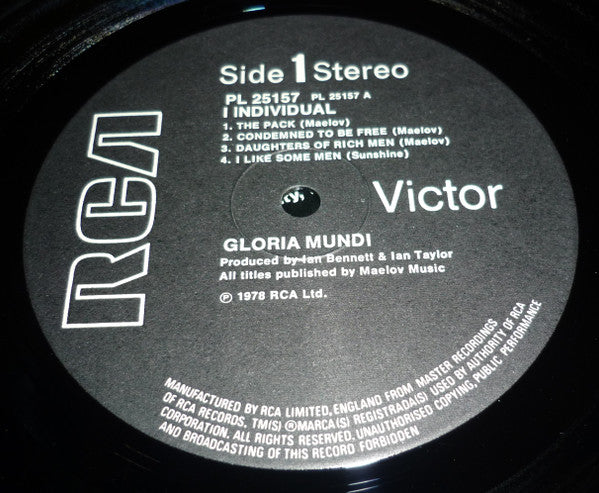 Side 1 Stereo
PL 25157 PL 25157 A
I INDIVIDUAL
1. THE PACK (Maelov)
2. CONDEMNED TO BE FREE (Maelov)
3. DAUGHTERS OF RICH MEN (Maelov)
4. I LIKE SOME MEN (Sunshine)
RCA
Victor
GLORIA MUNDI
Produced by Ian Bennett & Ian Taylor
All titles published by Maelov Music
℗ 1978 RCA Ltd.
MANUFACTURED BY RCA LIMITED, ENGLAND FROM MASTER RECORDINGS
OF RCA RECORDS, TM(S) ®MARCA(S) REGISTRADA(S) USED BY AUTHORITY OF RCA
CORPORATION. ALL RIGHTS RESERVED. UNAUTHORISED COPYING, PUBLIC PERFORMANCE
AND BROADCASTING OF THIS RECORD FORBIDDEN